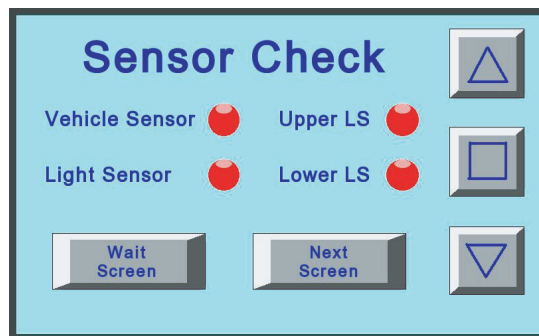 Sensor Check
Vehicle Sensor
Upper LS
Light Sensor
Lower LS
Wait
Screen
Next
Screen